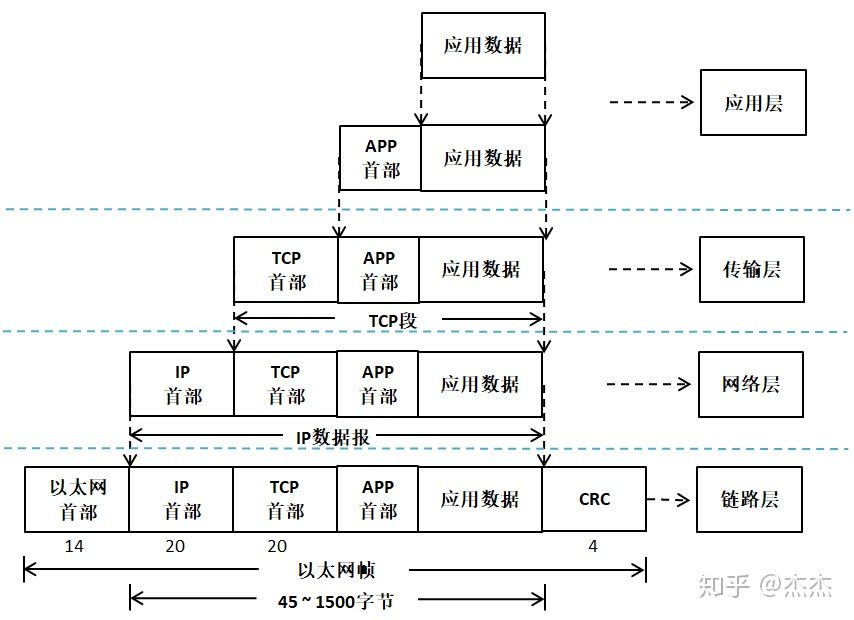 应用数据
应用层
APP
首部
应用数据
TCP
首部
APP
首部
应用数据
传输层
TCP段
IP
首部
TCP
首部
APP
首部
应用数据
网络层
IP数据报
以太网
首部
IP
首部
TCP
首部
APP
首部
应用数据
CRC
链路层
14
20
20
4
以太网帧
45 ~ 1500字节
知乎 @杰杰